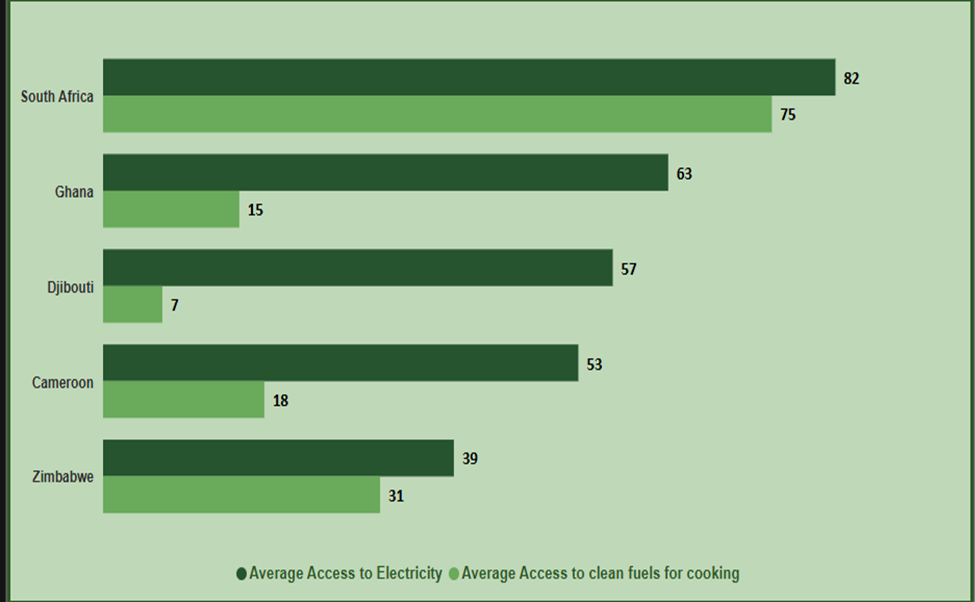 82
South Africa
75
63
Ghana
15
57
Djibouti
7
53
Cameroon
18
39
Zimbabwe
31
Average Access to Electricity Average Access to clean fuels for cooking